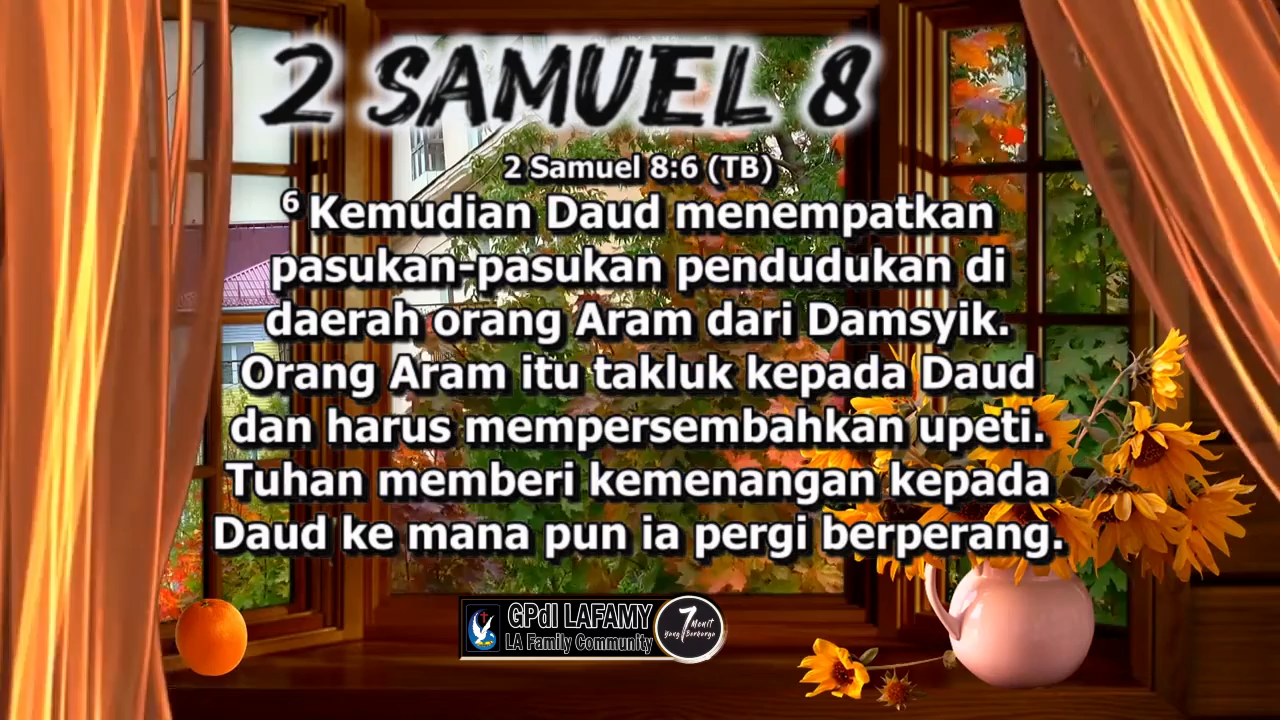 2 SAMUEL 8
2 Samuel 8:6 (TB)
6 Kemudian Daud menempatkan
pasukan-pasukan pendudukan di
daerah orang Aram dari Damsyik.
Orang Aram itu takluk kepada Daud
dan harus mempersembahkan upeti.
Tuhan memberi kemenangan kepada
Daud ke mana pun ia pergi berperang.
GPdI LAFAMY
LA Family Community
7 Menit
Yang Berharga